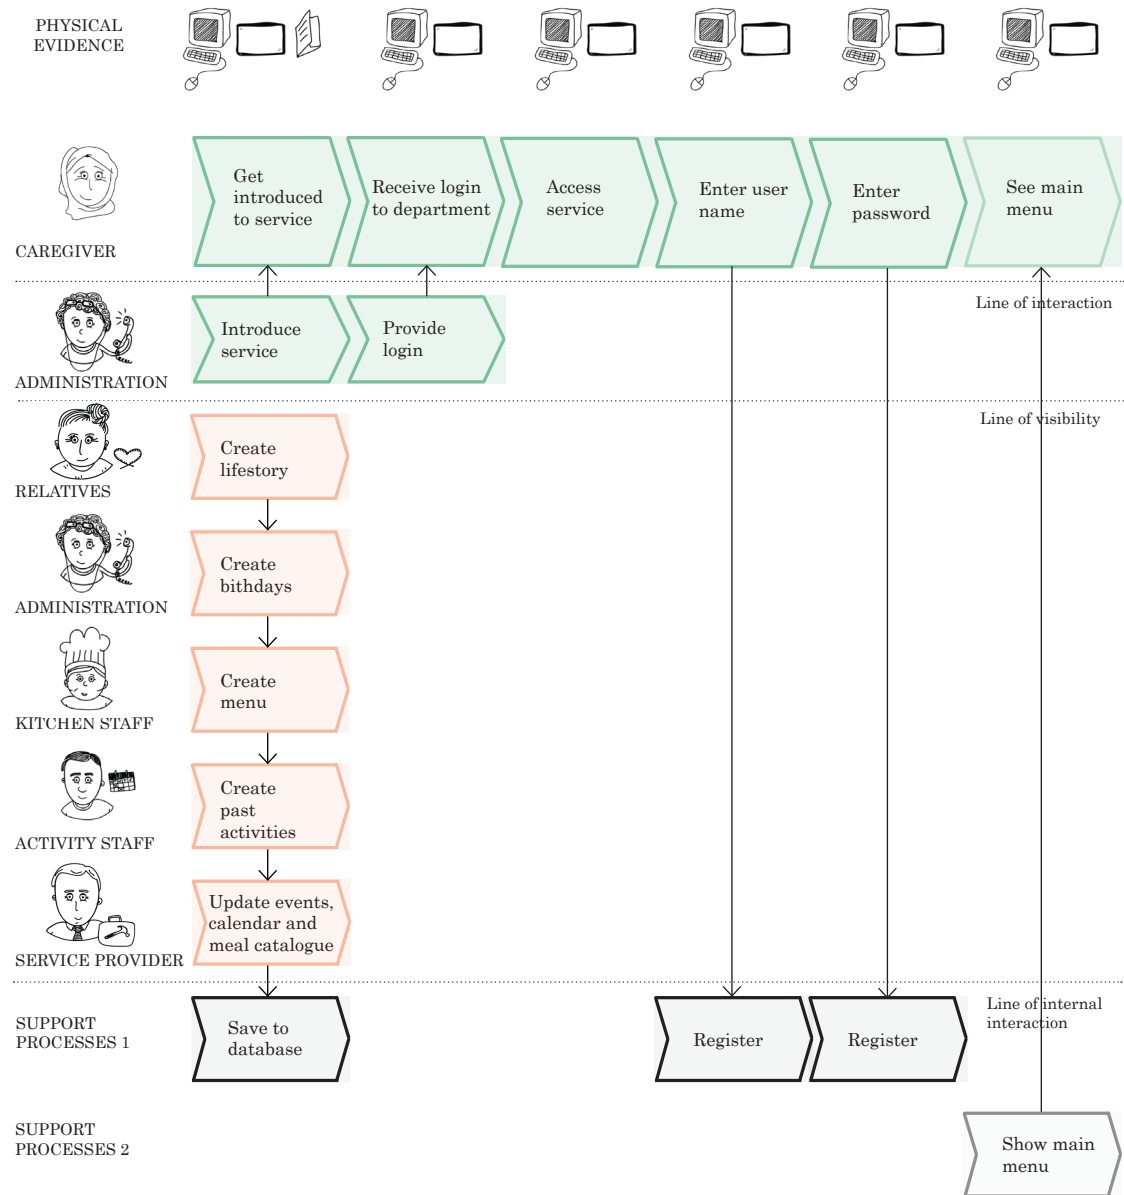 PHYSICAL
EVIDENCE
Get
introduced
to service
Receive login
to department
Access
service
Enter user
name
Enter
password
See main
menu
CAREGIVER
Line of interaction
Introduce
service
Provide
login
ADMINISTRATION
Line of visibility
Create
lifestory
RELATIVES
Create
bithdays
ADMINISTRATION
Create
menu
KITCHEN STAFF
Create
past
activities
ACTIVITY STAFF
Update events,
calendar and
meal catalogue
SERVICE PROVIDER
Line of internal
interaction
SUPPORT
PROCESSES 1
Save to
database
Register
Register
SUPPORT
PROCESSES 2
Show main
menu